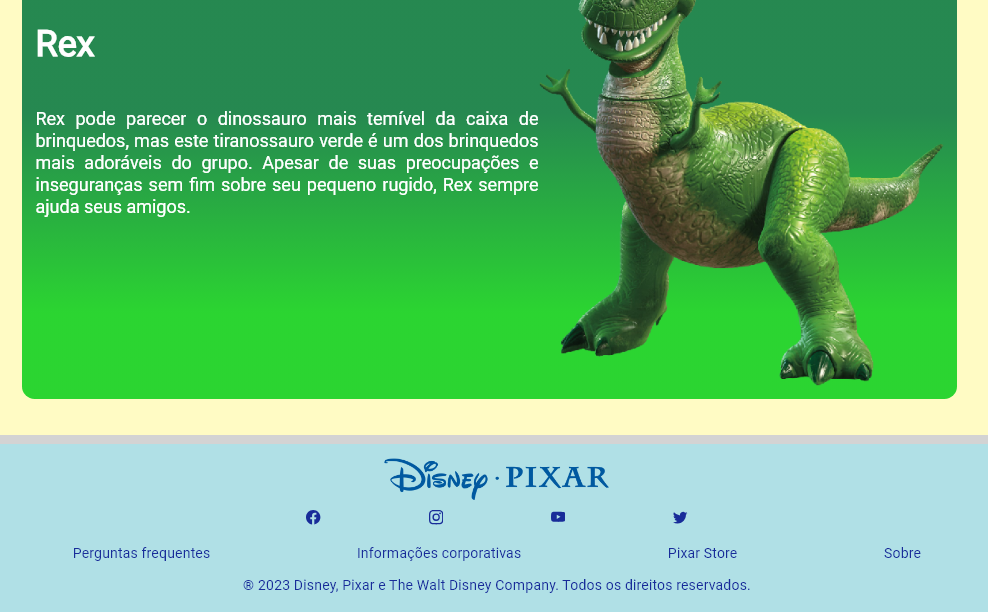 Rex
Rex pode parecer o dinossauro mais temível da caixa de
brinquedos, mas este tiranossauro verde é um dos brinquedos
mais adoráveis do grupo. Apesar de suas preocupações e
inseguranças sem fim sobre seu pequeno rugido, Rex sempre
ajuda seus amigos.
Disney · PIXAR
Perguntas frequentes Informações corporativas Pixar Store Sobre
® 2023 Disney, Pixar e The Walt Disney Company. Todos os direitos reservados.